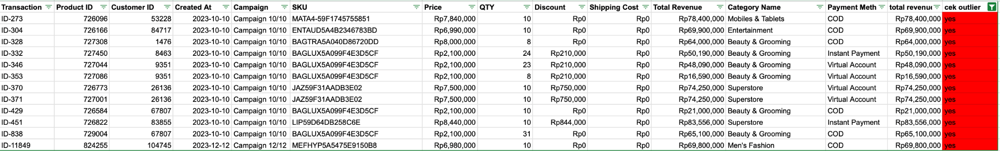 Transaction Product ID Customer ID Created At Campaign SKU Price QTY Discount Shipping Cost Total Revenue Category Name Payment Meth total revenue cek outlier
ID-273 726096 53228 2023-10-10 Campaign 10/10 MATA4-59F1745755851 Rp7,840,000 10 Rp0 Rp0 Rp78,400,000 Mobiles & Tablets COD Rp78,400,000 yes
ID-304 726166 84717 2023-10-10 Campaign 10/10 ENTAUD5A4B2346783BD Rp6,990,000 10 Rp0 Rp0 Rp69,900,000 Entertainment COD Rp69,900,000 yes
ID-328 727308 1476 2023-10-10 Campaign 10/10 BAGTRA5A040D86720DD Rp8,000,000 8 Rp0 Rp0 Rp64,000,000 Beauty & Grooming COD Rp64,000,000 yes
ID-332 727450 8463 2023-10-10 Campaign 10/10 BAGLUX5A099F4E3D5CF Rp2,100,000 24 Rp210,000 Rp0 Rp50,190,000 Beauty & Grooming Instant Payment Rp50,190,000 yes
ID-346 727044 9351 2023-10-10 Campaign 10/10 BAGLUX5A099F4E3D5CF Rp2,100,000 23 Rp210,000 Rp0 Rp48,090,000 Beauty & Grooming Virtual Account Rp48,090,000 yes
ID-353 727086 9351 2023-10-10 Campaign 10/10 BAGLUX5A099F4E3D5CF Rp2,100,000 8 Rp210,000 Rp0 Rp16,590,000 Beauty & Grooming Virtual Account Rp16,590,000 yes
ID-370 726773 26136 2023-10-10 Campaign 10/10 JAZ59F31AADB3E02 Rp7,500,000 10 Rp750,000 Rp0 Rp74,250,000 Superstore Virtual Account Rp74,250,000 yes
ID-371 727001 26136 2023-10-10 Campaign 10/10 JAZ59F31AADB3E02 Rp7,500,000 10 Rp750,000 Rp0 Rp74,250,000 Superstore Virtual Account Rp74,250,000 yes
ID-429 726584 67807 2023-10-10 Campaign 10/10 BAGLUX5A099F4E3D5CF Rp2,100,000 10 Rp0 Rp0 Rp21,000,000 Beauty & Grooming COD Rp21,000,000 yes
ID-451 726822 83855 2023-10-10 Campaign 10/10 LIP59D64DB258C6E Rp8,440,000 10 Rp844,000 Rp0 Rp83,556,000 Superstore Instant Payment Rp83,556,000 yes
ID-838 729004 67807 2023-10-10 Campaign 10/10 BAGLUX5A099F4E3D5CF Rp2,100,000 31 Rp0 Rp0 Rp65,100,000 Beauty & Grooming COD Rp65,100,000 yes
ID-11849 824255 104745 2023-12-12 Campaign 12/12 MEFHYP5A5475E9150B8 Rp6,980,000 10 Rp0 Rp0 Rp69,800,000 Men's Fashion COD Rp69,800,000 yes